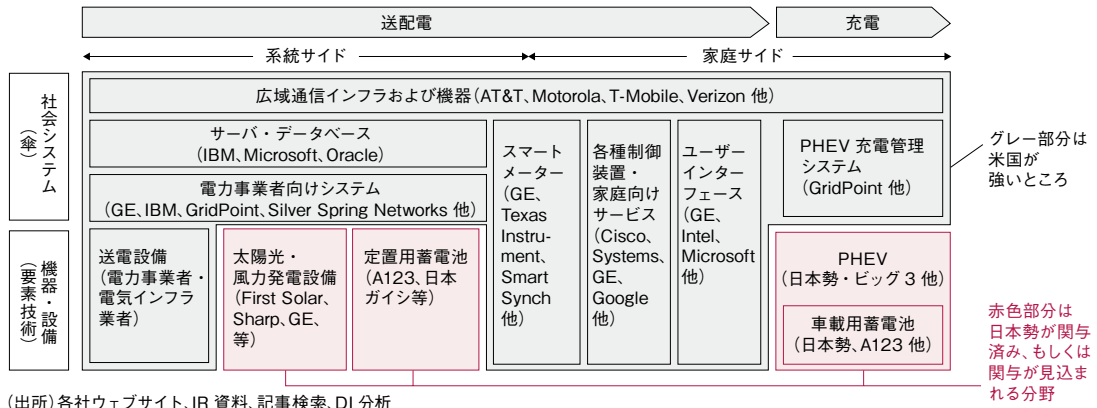 送配電
充電
系統サイド
家庭サイド
社会システム
（傘）
広域通信インフラおよび機器（AT&T、Motorola、T-Mobile、Verizon 他）
サーバ・データベース
（IBM、Microsoft、Oracle）
電力事業者向けシステム
（GE、IBM、GridPoint、Silver Spring Networks 他）
スマート
メーター
（GE、
Texas
Instru-
ment、
Smart
Synch
他）
各種制御
装置・
家庭向け
サービス
（Cisco、
Systems、
GE、
Google
他）
ユーザー
インター
フェース
（GE、
Intel、
Microsoft
他）
PHEV 充電管理
システム
（GridPoint 他）
グレー部分は
米国が
強いところ
機器・設備
（要素技術）
送電設備
（電力事業者・
電気インフラ
業者）
太陽光・
風力発電設備
（First Solar、
Sharp、GE、
等）
定置用蓄電池
（A123、日本
ガイシ等）
PHEV
（日本勢・ビッグ 3 他）
車載用蓄電池
（日本勢、A123 他）
赤色部分は
日本勢が関与
済み、もしくは
関与が見込ま
れる分野
（出所）各社ウェブサイト、IR 資料、記事検索、DI 分析